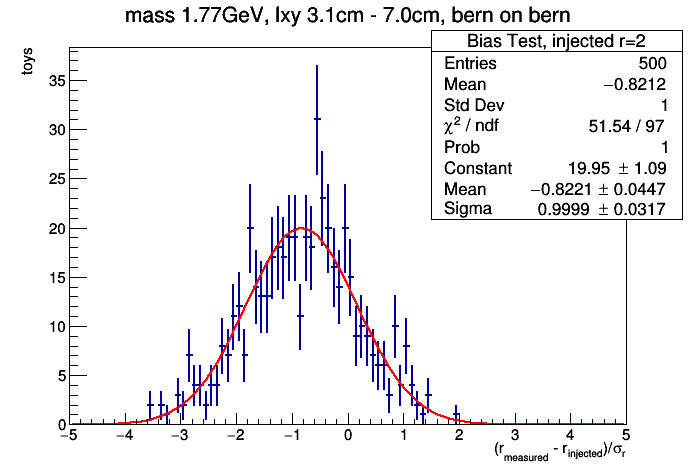 mass 1.77GeV, lxy 3.1cm - 7.0cm, bern on bern
Bias Test, injected r=2
Entries 500
Mean −0.8212
Std Dev 1
χ² / ndf 51.54 / 97
Prob 1
Constant 19.95 ± 1.09
Mean −0.8221 ± 0.0447
Sigma 0.9999 ± 0.0317
toys
35
30
25
20
15
10
5
0
−5 −4 −3 −2 −1 0 1 2 3 4 5
(r_measured - r_injected)/σ_r